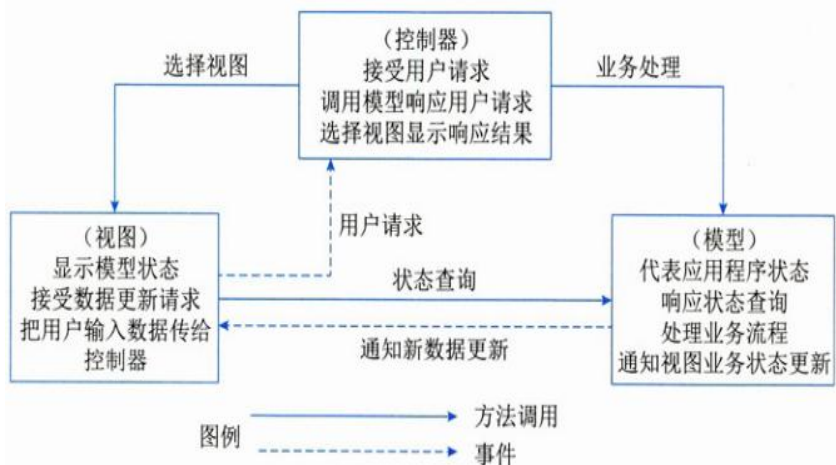 （控制器）
接受用户请求
调用模型响应用户请求
选择视图显示响应结果
选择视图
业务处理
用户请求
（视图）
显示模型状态
接受数据更新请求
把用户输入数据传给
控制器
状态查询
通知新数据更新
（模型）
代表应用程序状态
响应状态查询
处理业务流程
通知视图业务状态更新
图例
方法调用
事件